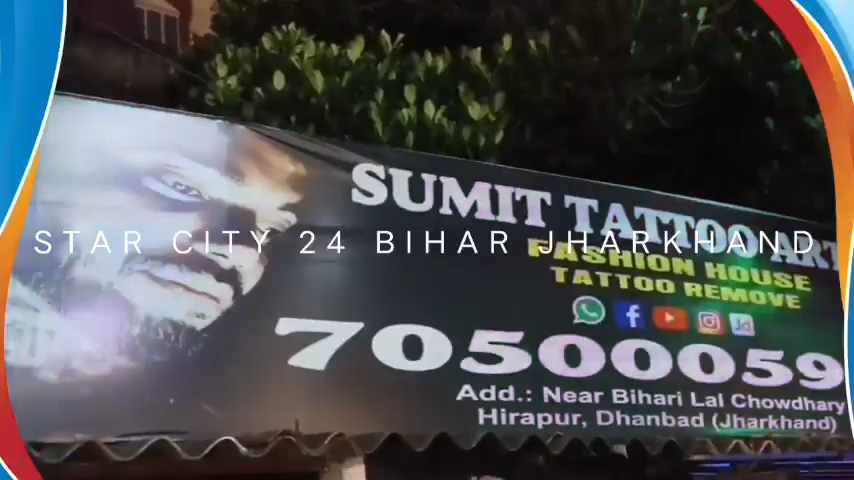 SUMIT TATTOO ART
STAR CITY 24 BIHAR JHARKHAND
FASHION HOUSE
TATTOO REMOVE
Jd
70500059
Add.: Near Bihari Lal Chowdhary
Hirapur, Dhanbad (Jharkhand)